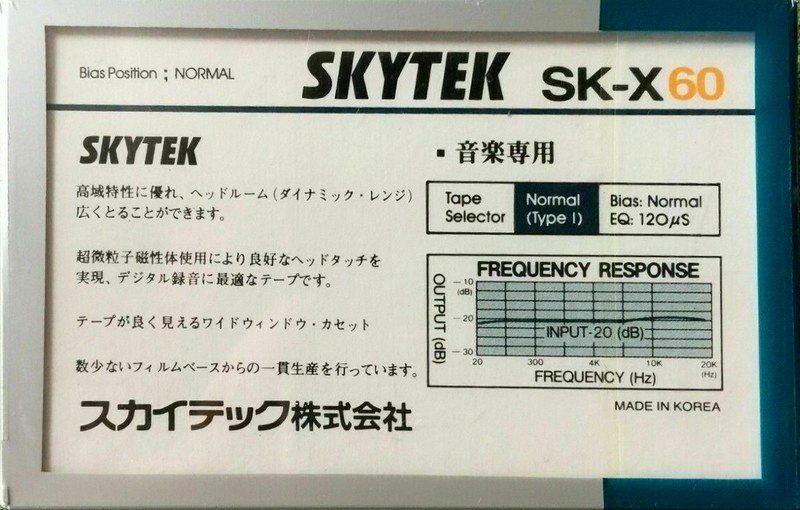 Bias Position ; NORMAL
SKYTEK SK-X60
SKYTEK
高域特性に優れ、ヘッドルーム(ダイナミック・レンジ)
広くとることができます。
超微粒子磁性体使用により良好なヘッドタッチを
実現、デジタル録音に最適なテープです。
テープが良く見えるワイドウィンドウ・カセット
数少ないフィルムベースからの一貫生産を行っています。
スカイテック株式会社
▪ 音楽専用
Tape
Selector
Normal
(Type I)
Bias: Normal
EQ: 120μS
FREQUENCY RESPONSE
OUTPUT (dB)
-10
(dB)
-20
-30
INPUT-20 (dB)
20 300 4K 10K 20K
(Hz)
FREQUENCY (Hz)
MADE IN KOREA